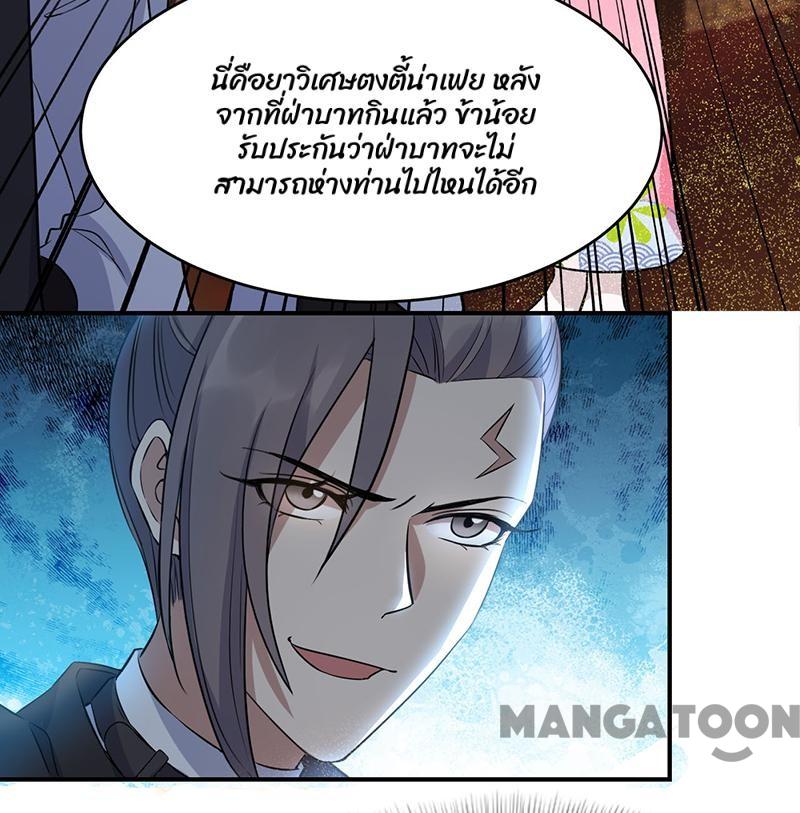 นี่คือยาวิเศษตงตี้น่าเฟย หลัง
จากที่ฝ่าบาทกินแล้ว ข้าน้อย
รับประกันว่าฝ่าบาทจะไม่
สามารถห่างท่านไปไหนได้อีก
MANGATOON